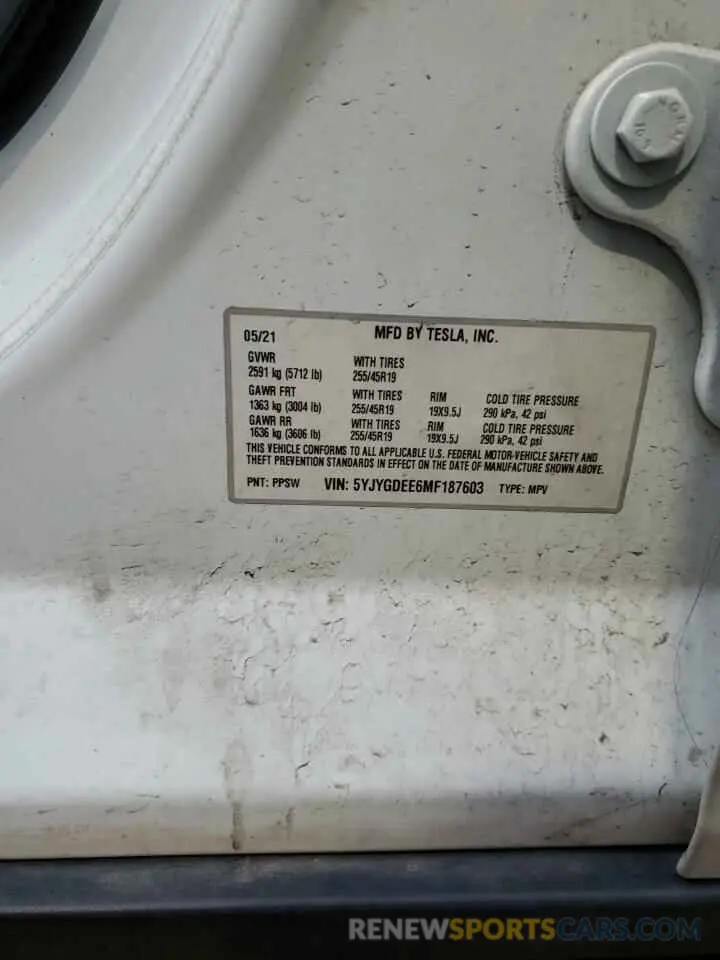 05/21 MFD BY TESLA, INC.
GVWR
2591 kg (5712 lb) WITH TIRES 255/45R19
GAWR FRT
1363 kg (3004 lb) WITH TIRES 255/45R19 RIM 19X9.5J COLD TIRE PRESSURE 290 kPa, 42 psi
GAWR RR
1636 kg (3606 lb) WITH TIRES 255/45R19 RIM 19X9.5J COLD TIRE PRESSURE 290 kPa, 42 psi
THIS VEHICLE CONFORMS TO ALL APPLICABLE U.S. FEDERAL MOTOR-VEHICLE SAFETY AND
THEFT PREVENTION STANDARDS IN EFFECT ON THE DATE OF MANUFACTURE SHOWN ABOVE.
PNT: PPSW VIN: 5YJYGDEE6MF187603 TYPE: MPV
RENEWSPORTSCARS.COM